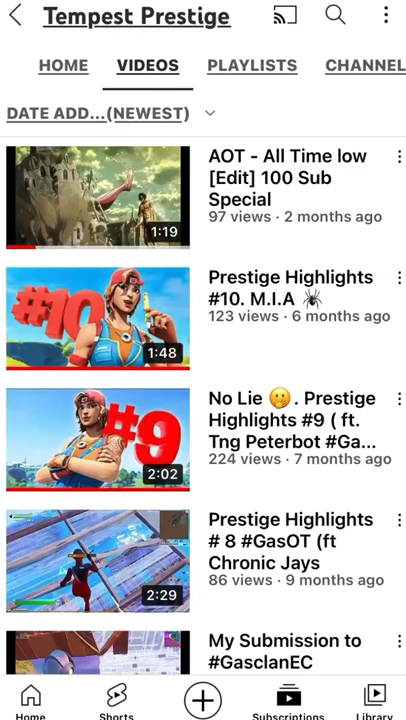 Tempest Prestige
HOME VIDEOS PLAYLISTS CHANNEL
DATE ADD...(NEWEST)
AOT - All Time low
[Edit] 100 Sub
Special
97 views · 2 months ago
1:19
Prestige Highlights
#10. M.I.A 🕷
123 views · 6 months ago
#10
1:48
No Lie 🤭. Prestige
Highlights #9 ( ft.
Tng Peterbot #Ga...
224 views · 7 months ago
#9
2:02
Prestige Highlights
# 8 #GasOT (ft
Chronic Jays
86 views · 9 months ago
2:29
My Submission to
#GasclanEC
Home Shorts Subscriptions Library